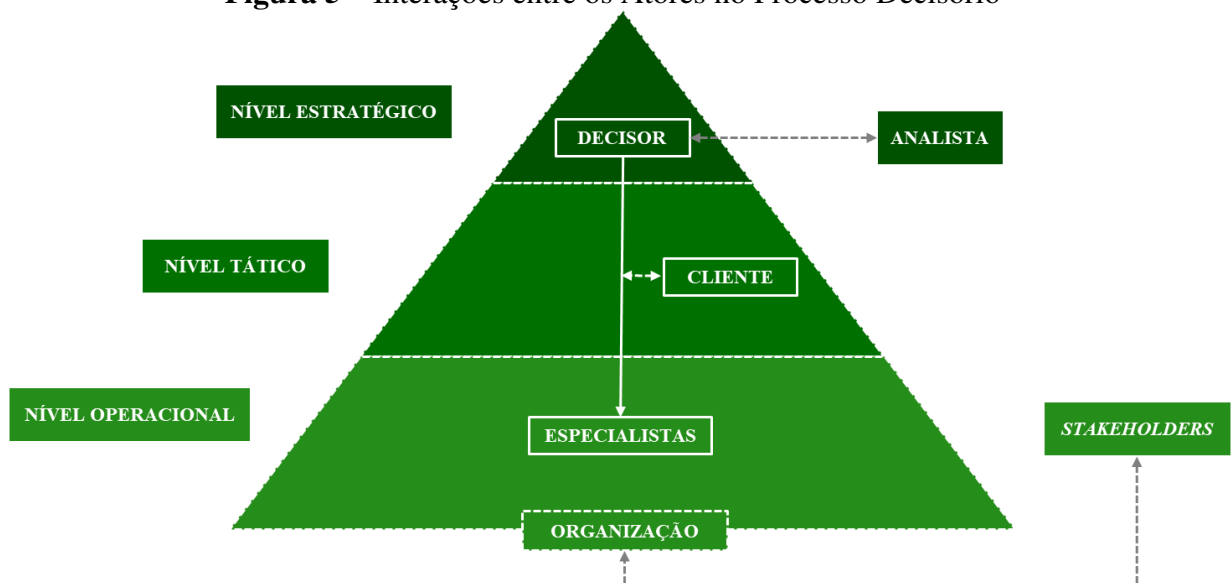 Interações entre os Atores no Processo Decisório
NÍVEL ESTRATÉGICO
DECISOR
ANALISTA
NÍVEL TÁTICO
CLIENTE
NÍVEL OPERACIONAL
ESPECIALISTAS
STAKEHOLDERS
ORGANIZAÇÃO